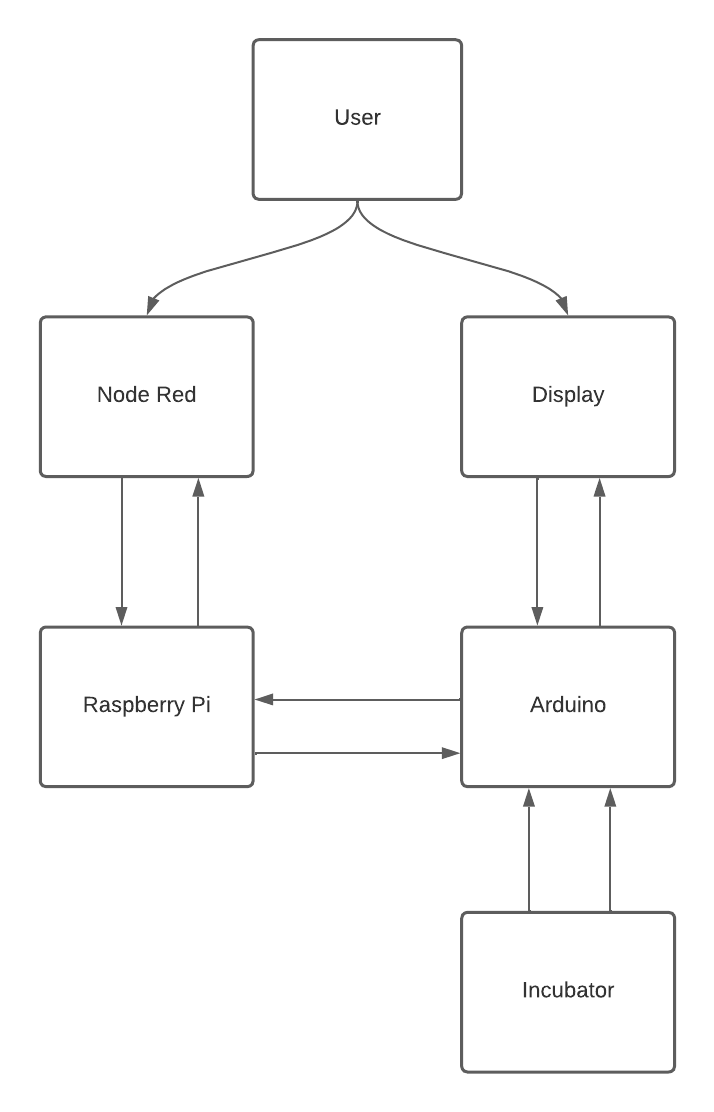 User
Node Red
Display
Raspberry Pi
Arduino
Incubator